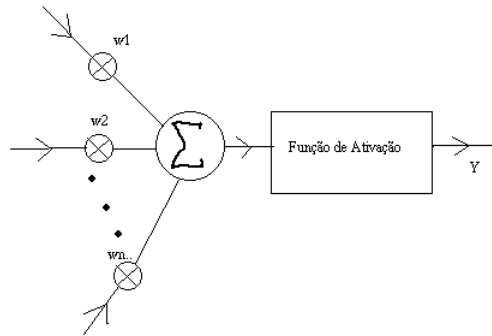 w1
w2
Σ
Função de Ativação
Y
wn..